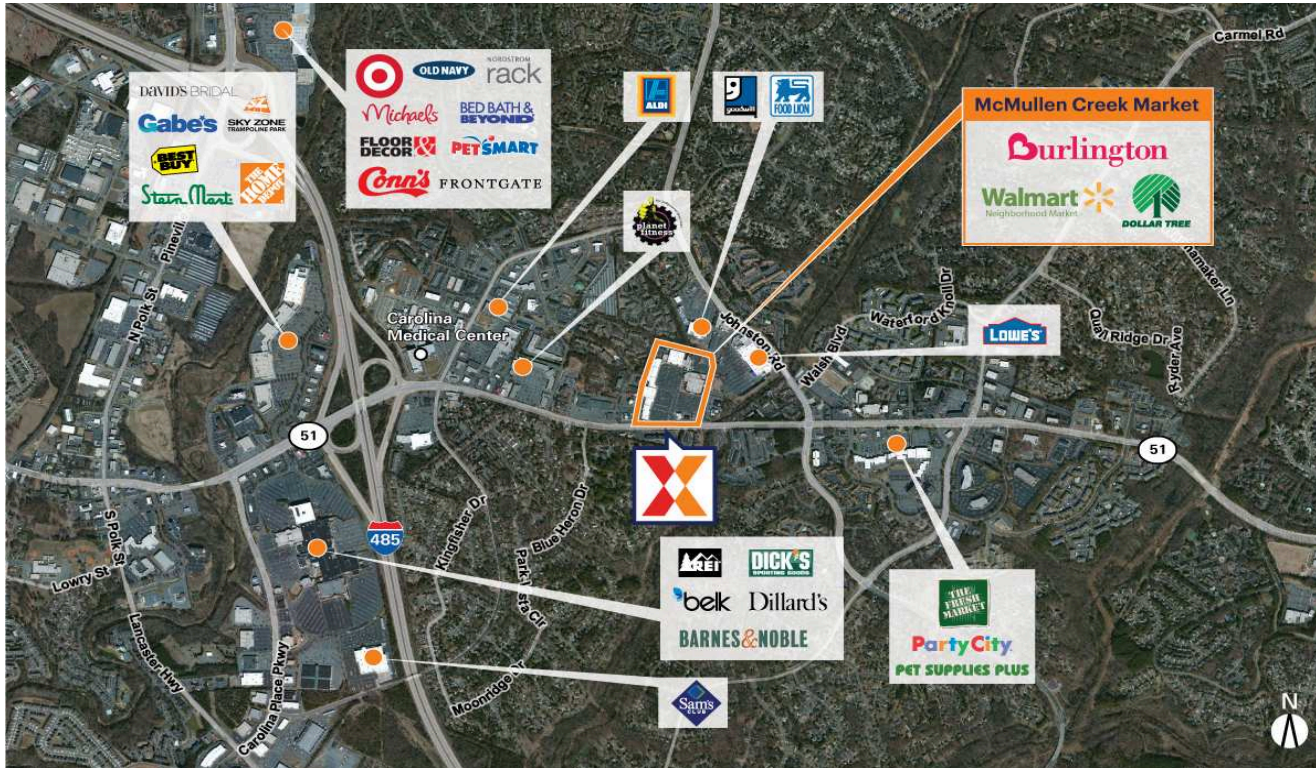 Carmel Rd
DAVID'S BRIDAL
Gabe's
SKY ZONE
TRAMPOLINE PARK
BEST
BUY
Stein Mart
THE
HOME
DEPOT
OLD NAVY
NORDSTROM
rack
Michaels
BED BATH &
BEYOND
FLOOR
DECOR &
PETSMART
Conn's
FRONTGATE
ALDI
goodwill
FOOD LION
planet
fitness
McMullen Creek Market
Burlington
Walmart
Neighborhood Market
DOLLAR TREE
N Polk St
Carolina
Medical Center
Johnston Rd
Walsh Blvd
Waterford Knoll Dr
Quail Ridge Dr
Ryder Ave
LOWE'S
51
51
485
S Polk St
Lowry St
Lancaster Hwy
Carolina Place Pkwy
Kingfisher Dr
Blue Heron Dr
Moonridge Dr
REI
DICK'S
SPORTING GOODS
belk
Dillard's
BARNES & NOBLE
Sam's
CLUB
THE
FRESH
MARKET
Party City
PET SUPPLIES PLUS
N